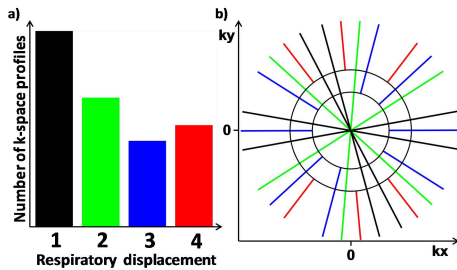 a)
Number of k-space profiles
1 2 3 4
Respiratory displacement
b)
ky
0
0
kx